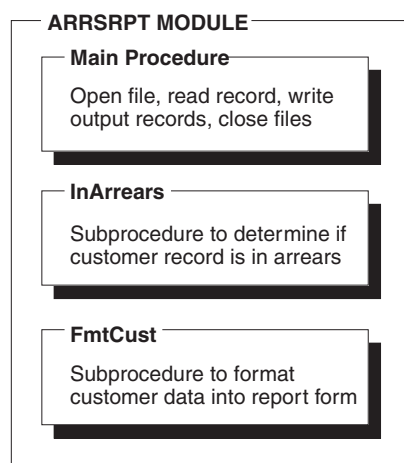 ARRSRPT MODULE
Main Procedure
Open file, read record, write
output records, close files
InArrears
Subprocedure to determine if
customer record is in arrears
FmtCust
Subprocedure to format
customer data into report form